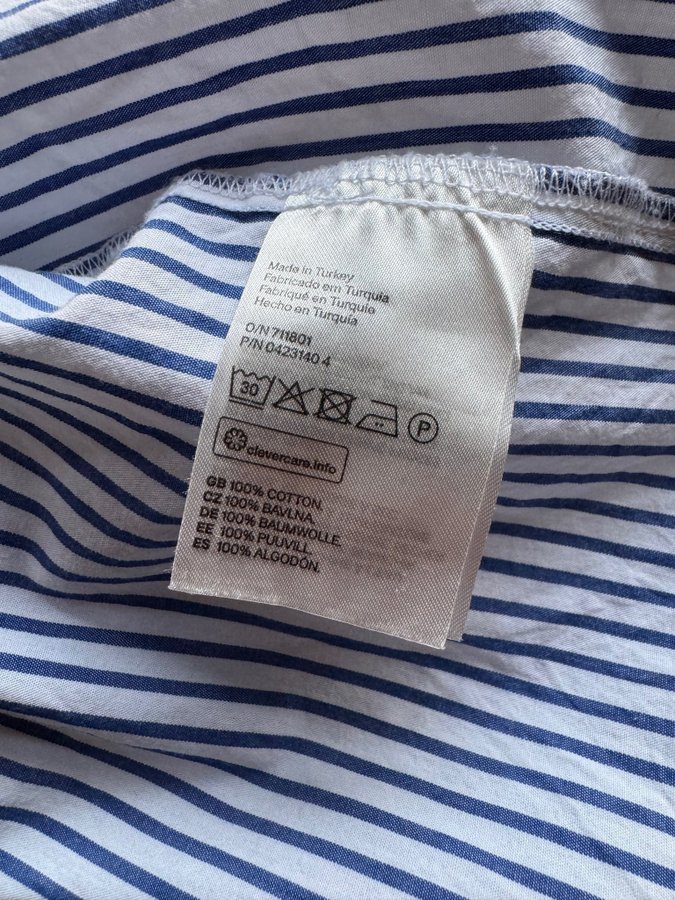 Made in Turkey
Fabricado em Turquia
Fabriqué en Turquie
Hecho en Turquía
O/N 711801
P/N 0423140 4
30 P
clevercare.info
GB 100% COTTON.
CZ 100% BAVLNA.
DE 100% BAUMWOLLE.
EE 100% PUUVILL.
ES 100% ALGODÓN.